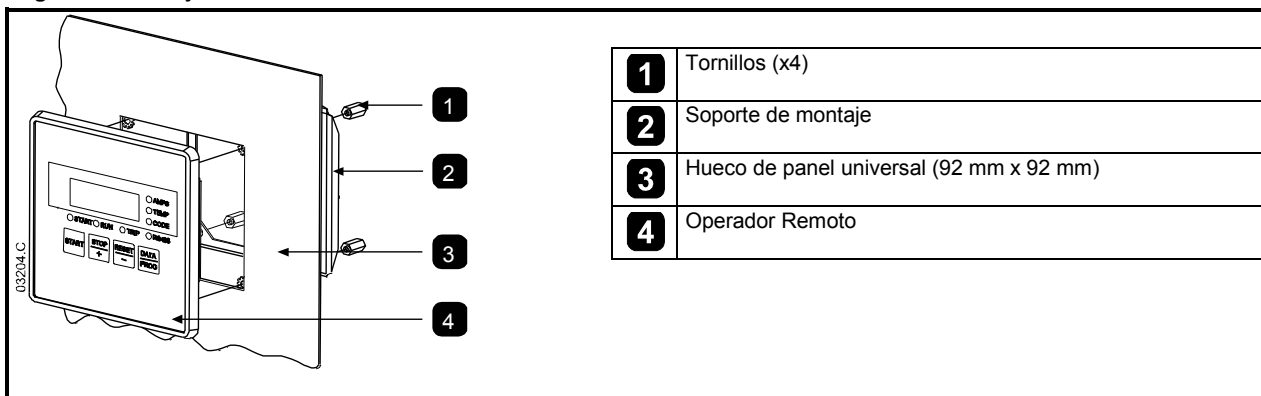 AMPS
TEMP
CODE
START RUN TRIP RS485
START STOP + RESET - DATA PROG
03204.C
1
2
3
4
1 Tornillos (x4)
2 Soporte de montaje
3 Hueco de panel universal (92 mm x 92 mm)
4 Operador Remoto